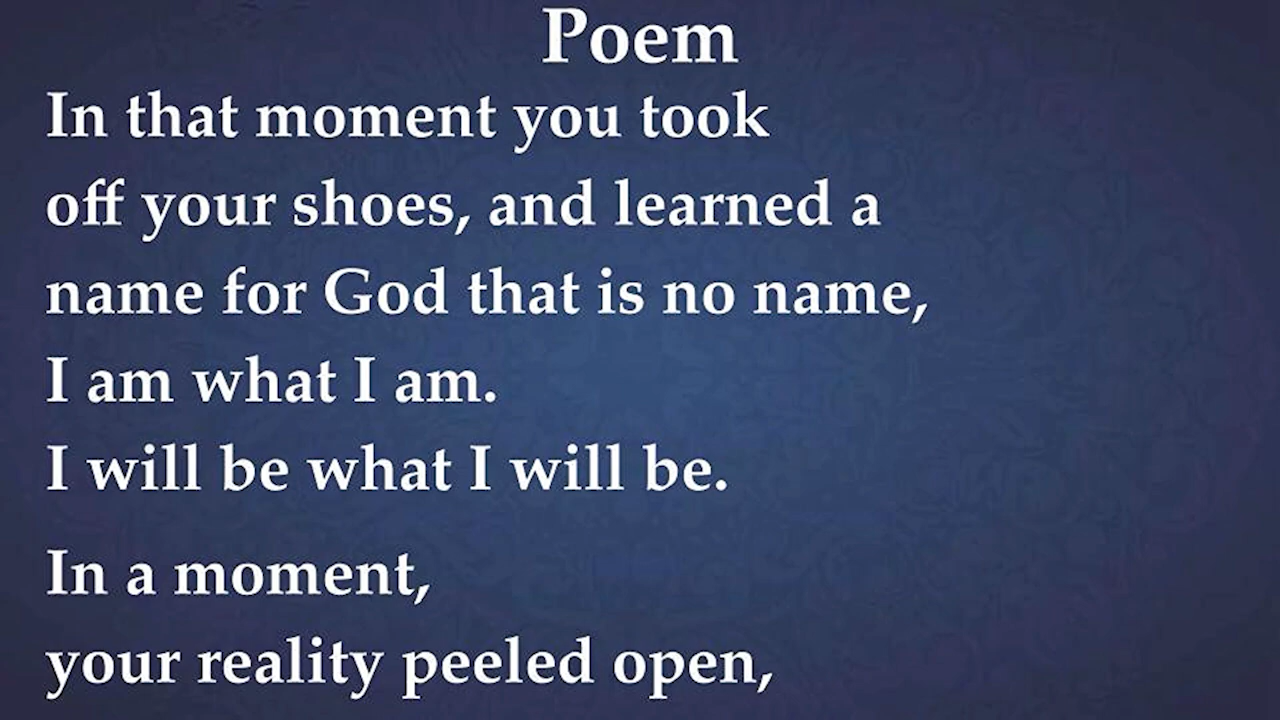 Poem
In that moment you took
off your shoes, and learned a
name for God that is no name,
I am what I am.
I will be what I will be.
In a moment,
your reality peeled open,